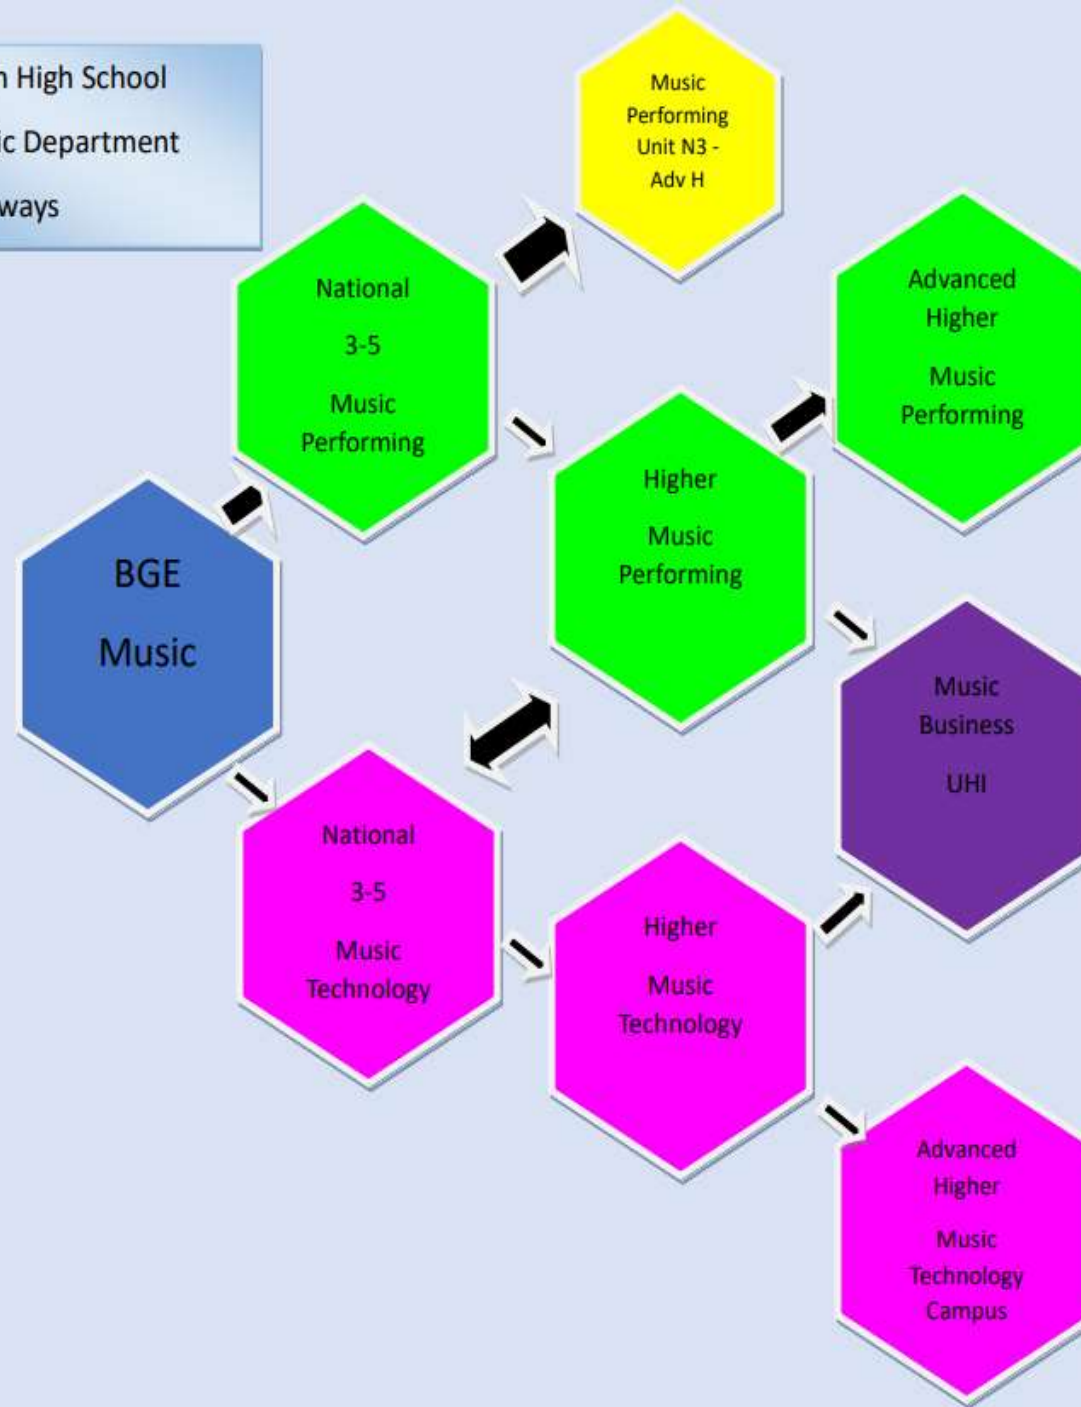 High School
Department
Music
Performing
Unit N3 -
Adv H
National
3-5
Music
Performing
Advanced
Higher
Music
Performing
Higher
Music
Performing
BGE
Music
Music
Business
UHI
National
3-5
Music
Technology
Higher
Music
Technology
Advanced
Higher
Music
Technology
Campus